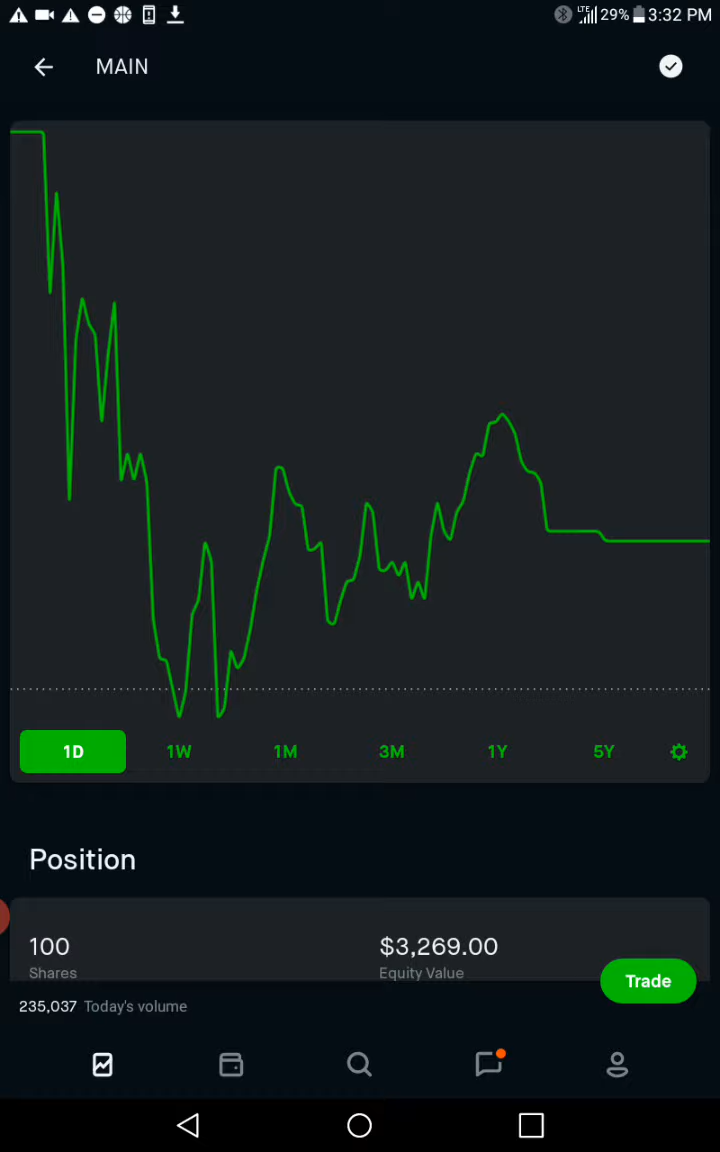 LTE 29% 3:32 PM
MAIN
1D 1W 1M 3M 1Y 5Y
Position
100 $3,269.00
Shares Equity Value
Trade
235,037 Today's volume